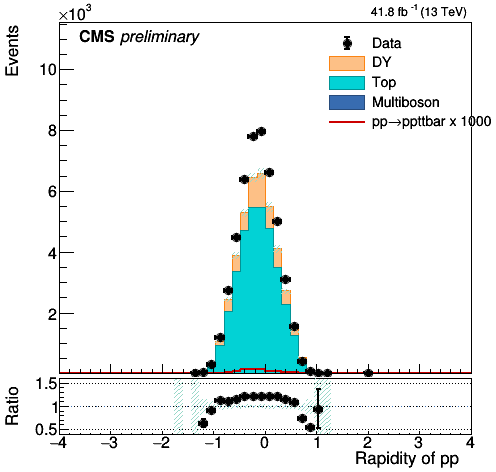 ×10³
41.8 fb⁻¹ (13 TeV)
CMS preliminary
Events
Data
DY
Top
Multiboson
pp→ppttbar x 1000
10
8
6
4
2
Ratio
1.5
1
0.5
−4 −3 −2 −1 0 1 2 3 4
Rapidity of pp